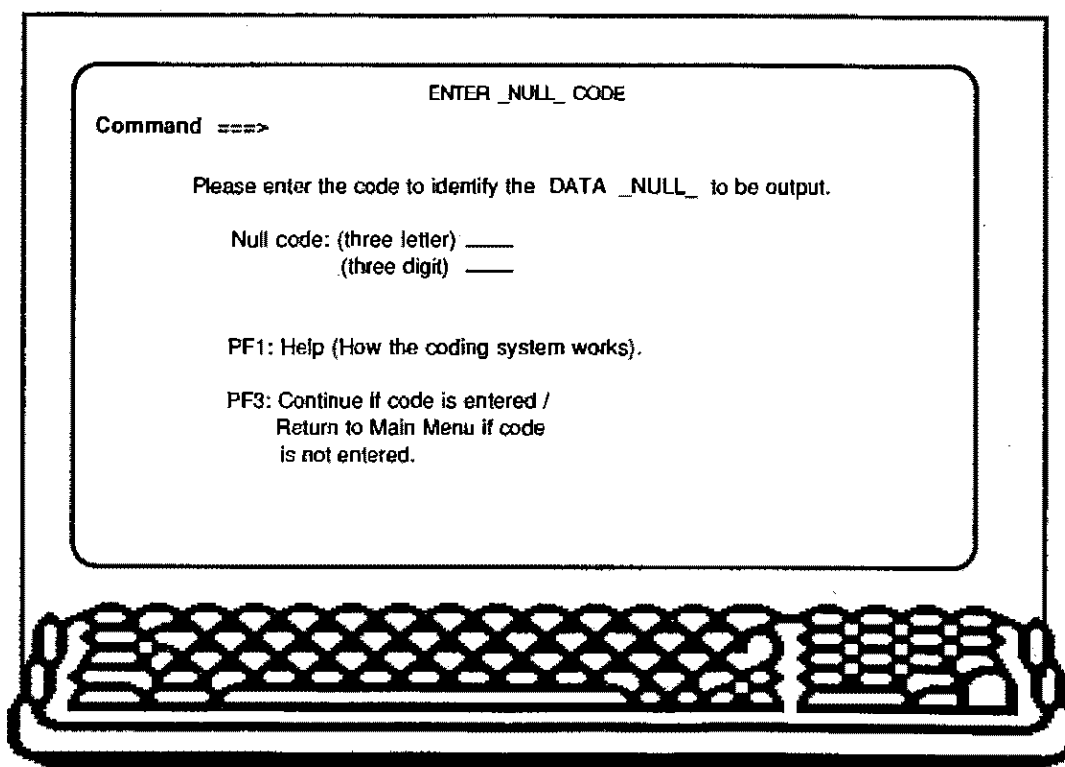 ENTER _NULL_ CODE
Command ===>
Please enter the code to identify the DATA _NULL_ to be output.
Null code: (three letter) ____
(three digit) ____
PF1: Help (How the coding system works).
PF3: Continue if code is entered /
Return to Main Menu if code
is not entered.